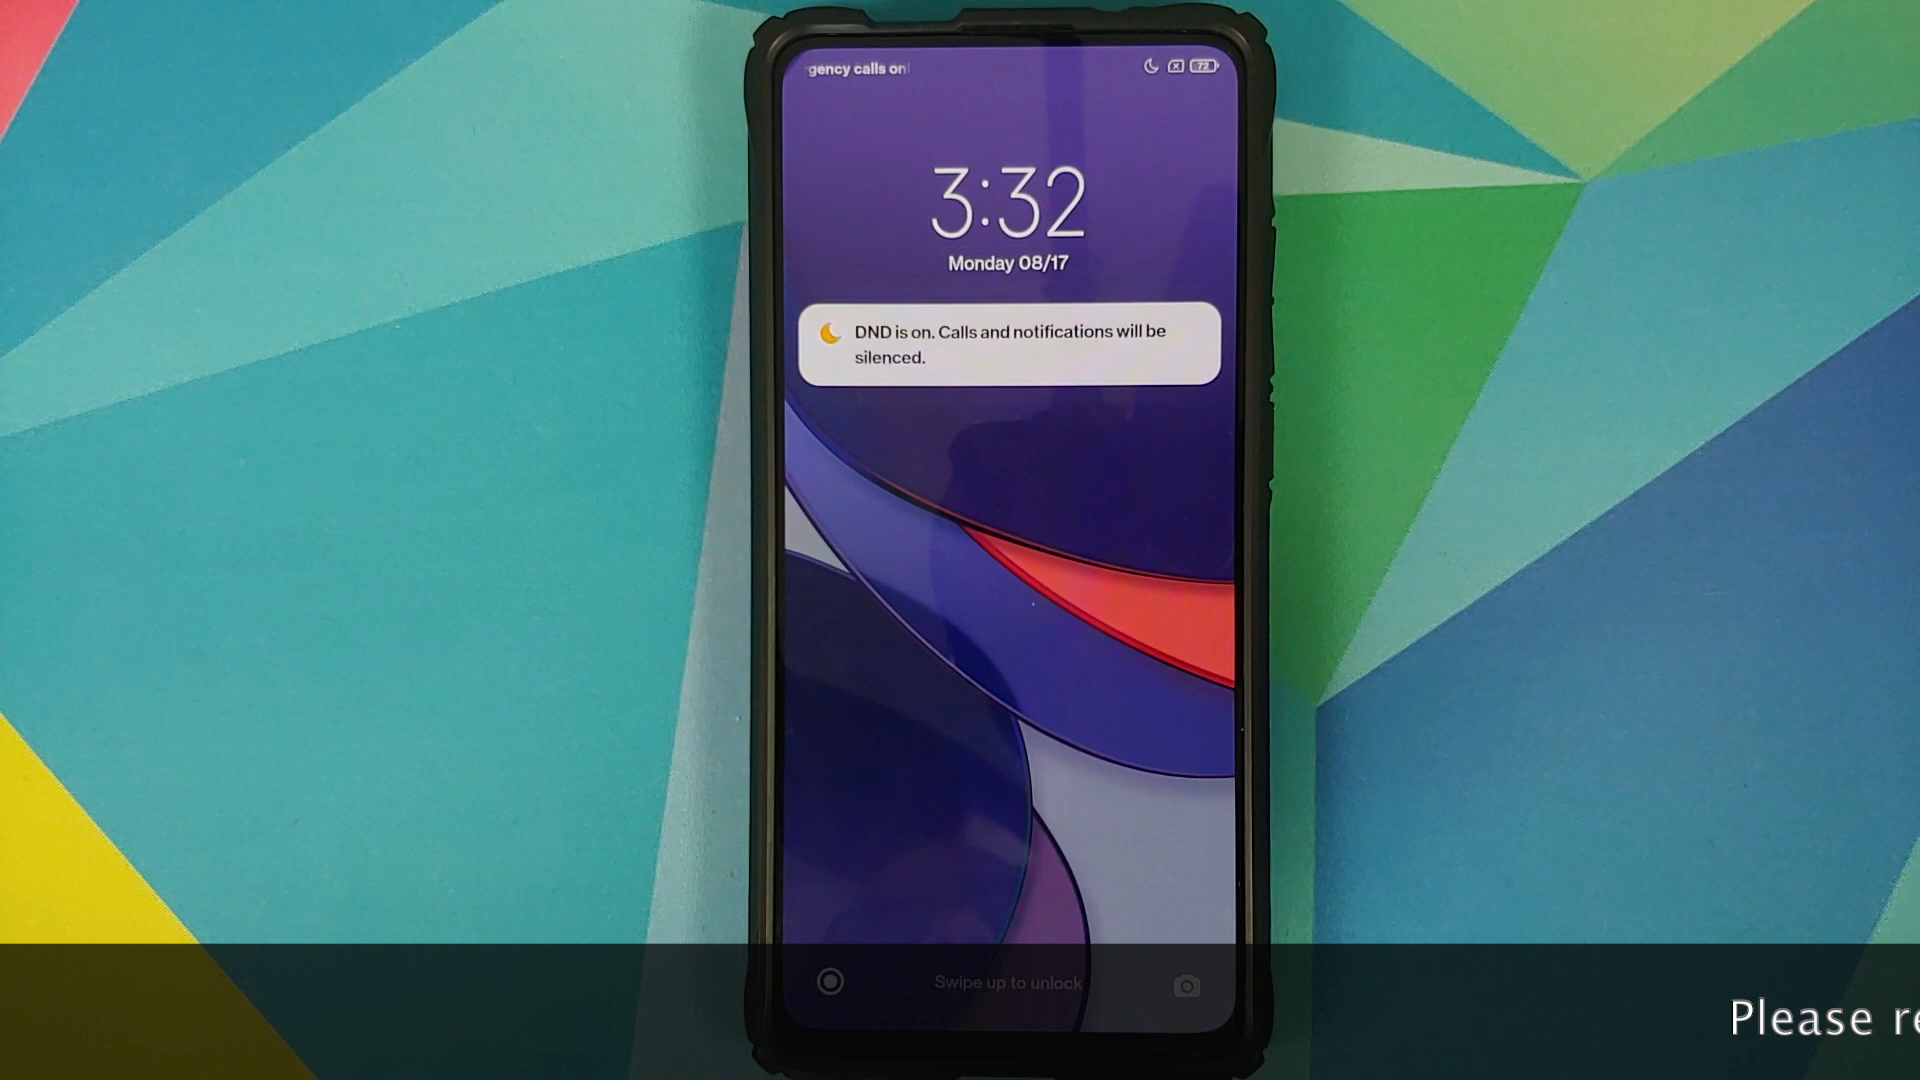 gency calls on
72
3:32
Monday 08/17
DND is on. Calls and notifications will be
silenced.
Swipe up to unlock
Please